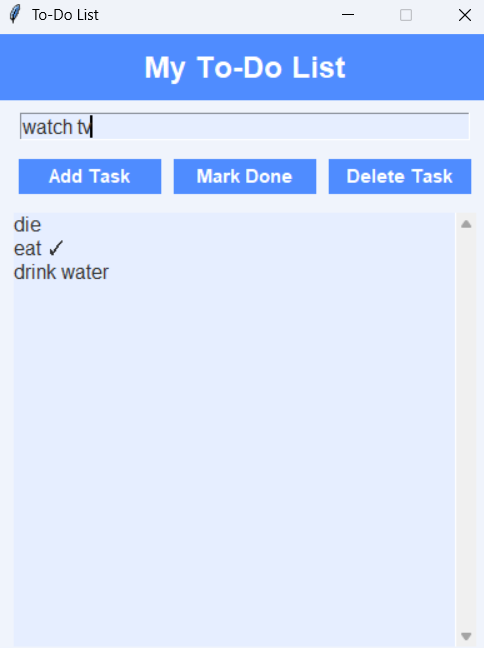 To-Do List
My To-Do List
watch tv
Add Task Mark Done Delete Task
die
eat ✓
drink water